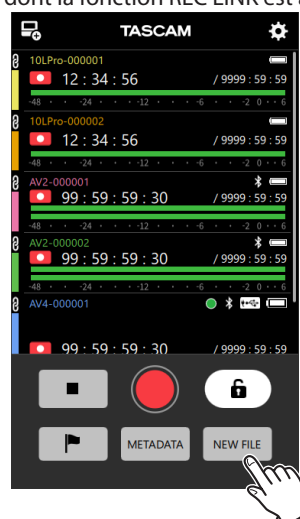 dont la fonction REC LINK est
TASCAM
10LPro-000001
12 : 34 : 56 / 9999 : 59 : 59
-48 -24 -12 -6 -2 0 6
10LPro-000002
12 : 34 : 56 / 9999 : 59 : 59
-48 -24 -12 -6 -2 0 6
AV2-000001
99 : 59 : 59 : 30 / 9999 : 59 : 59
-48 -24 -12 -6 -2 0 6
AV2-000002
99 : 59 : 59 : 30 / 9999 : 59 : 59
-48 -24 -12 -6 -2 0 6
AV4-000001
99 : 59 : 59 : 30 / 9999 : 59 : 59
METADATA
NEW FILE